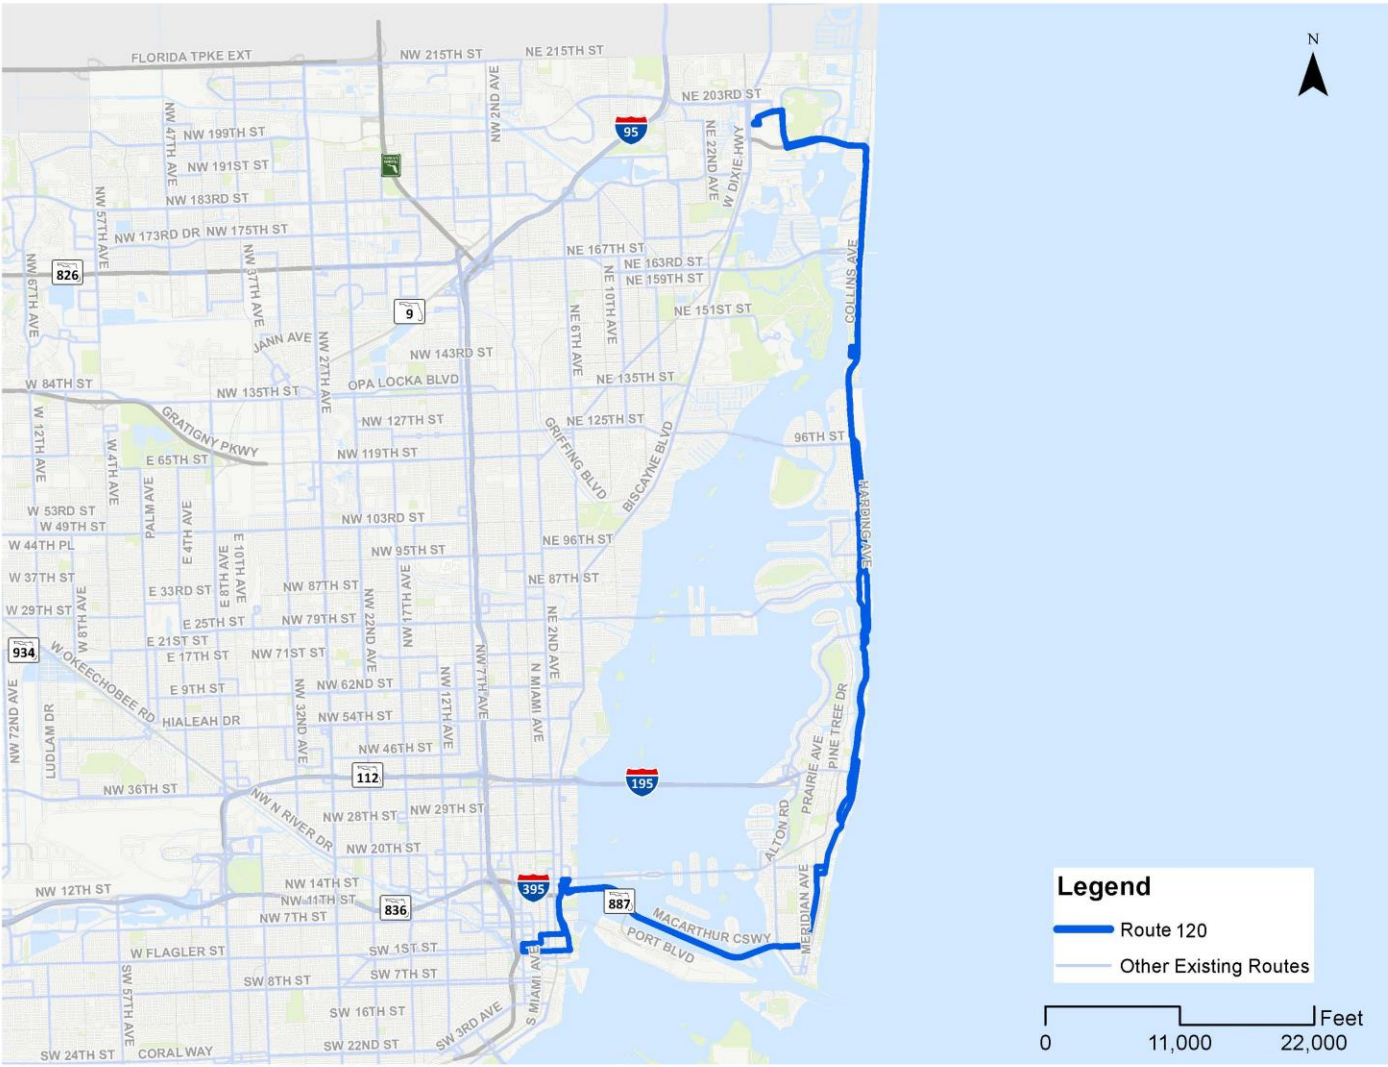 N
FLORIDA TPKE EXT
NW 215TH ST
NE 215TH ST
NW 2ND AVE
NE 203RD ST
95
NW 47TH AVE
NW 199TH ST
NE 22ND AVE
W DIXIE HWY
NW 191ST ST
NW 183RD ST
NW 57TH AVE
NW 173RD DR
NW 175TH ST
NW 37TH AVE
NE 167TH ST
NE 163RD ST
NE 159TH ST
NE 10TH AVE
COLLINS AVE
826
NW 67TH AVE
9
NE 6TH AVE
NE 151ST ST
JANN AVE
NW 27TH AVE
NW 143RD ST
W 84TH ST
NW 135TH ST
OPA LOCKA BLVD
NE 135TH ST
W 12TH AVE
GRATIGNY PKWY
NW 127TH ST
NE 125TH ST
96TH ST
W 4TH AVE
E 65TH ST
NW 119TH ST
GRIFFING BLVD
BISCAYNE BLVD
HARDING AVE
PALM AVE
W 53RD ST
W 49TH ST
E 4TH AVE
NW 103RD ST
W 44TH PL
E 8TH AVE
E 10TH AVE
NW 95TH ST
NE 96TH ST
W 37TH ST
W 8TH AVE
E 33RD ST
NW 87TH ST
NW 17TH AVE
NE 87TH ST
W 29TH ST
E 25TH ST
NW 79TH ST
NW 22ND AVE
NE 2ND AVE
934
W OKEECHOBEE RD
E 21ST ST
E 17TH ST
NW 71ST ST
NW 7TH AVE
N MIAMI AVE
NW 72ND AVE
LUDLAM DR
E 9TH ST
NW 32ND AVE
NW 62ND ST
NW 12TH AVE
PINE TREE DR
HIALEAH DR
NW 54TH ST
PRAIRIE AVE
NW 46TH ST
112
195
NW 36TH ST
NW N RIVER DR
NW 28TH ST
NW 29TH ST
ALTON RD
NW 20TH ST
NW 12TH ST
NW 14TH ST
NW 11TH ST
395
887
MERIDIAN AVE
836
NW 7TH ST
MACARTHUR CSWY
PORT BLVD
W FLAGLER ST
SW 1ST ST
SW 57TH AVE
SW 8TH ST
SW 7TH ST
S MIAMI AVE
SW 16TH ST
SW 3RD AVE
SW 24TH ST
CORAL WAY
SW 22ND ST
Legend
Route 120
Other Existing Routes
Feet
0
11,000
22,000